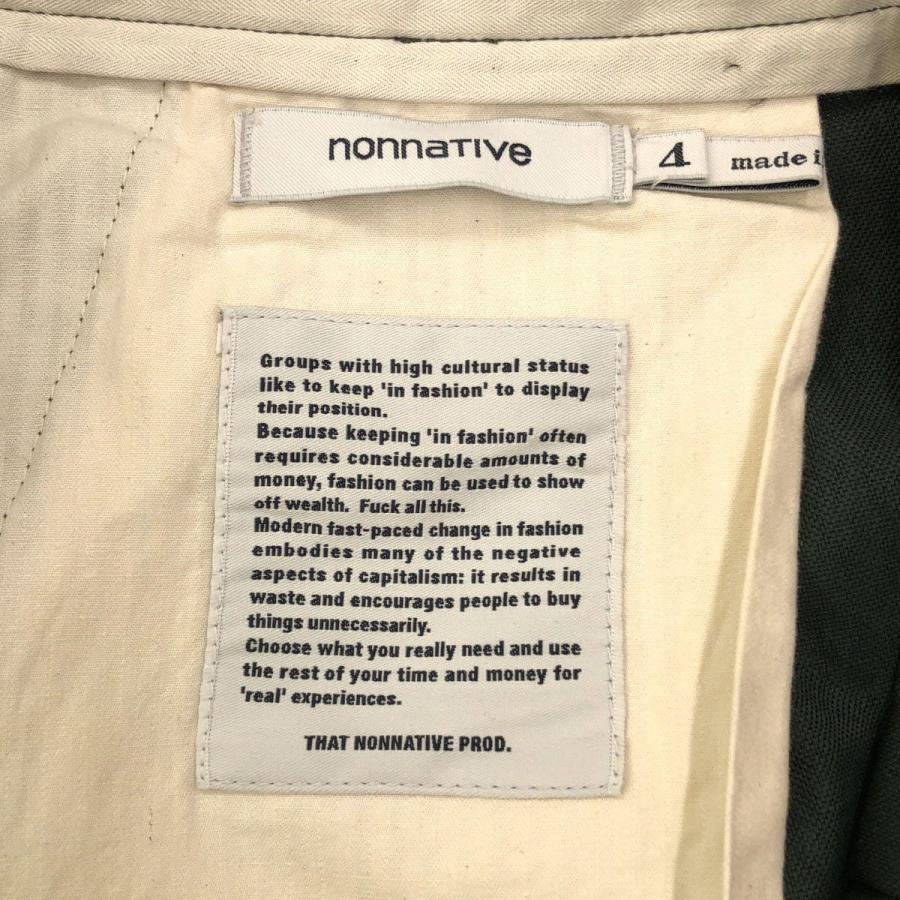 nonnative
4
made i
Groups with high cultural status
like to keep 'in fashion' to display
their position.
Because keeping 'in fashion' often
requires considerable amounts of
money, fashion can be used to show
off wealth. Fuck all this.
Modern fast-paced change in fashion
embodies many of the negative
aspects of capitalism: it results in
waste and encourages people to buy
things unnecessarily.
Choose what you really need and use
the rest of your time and money for
'real' experiences.
THAT NONNATIVE PROD.